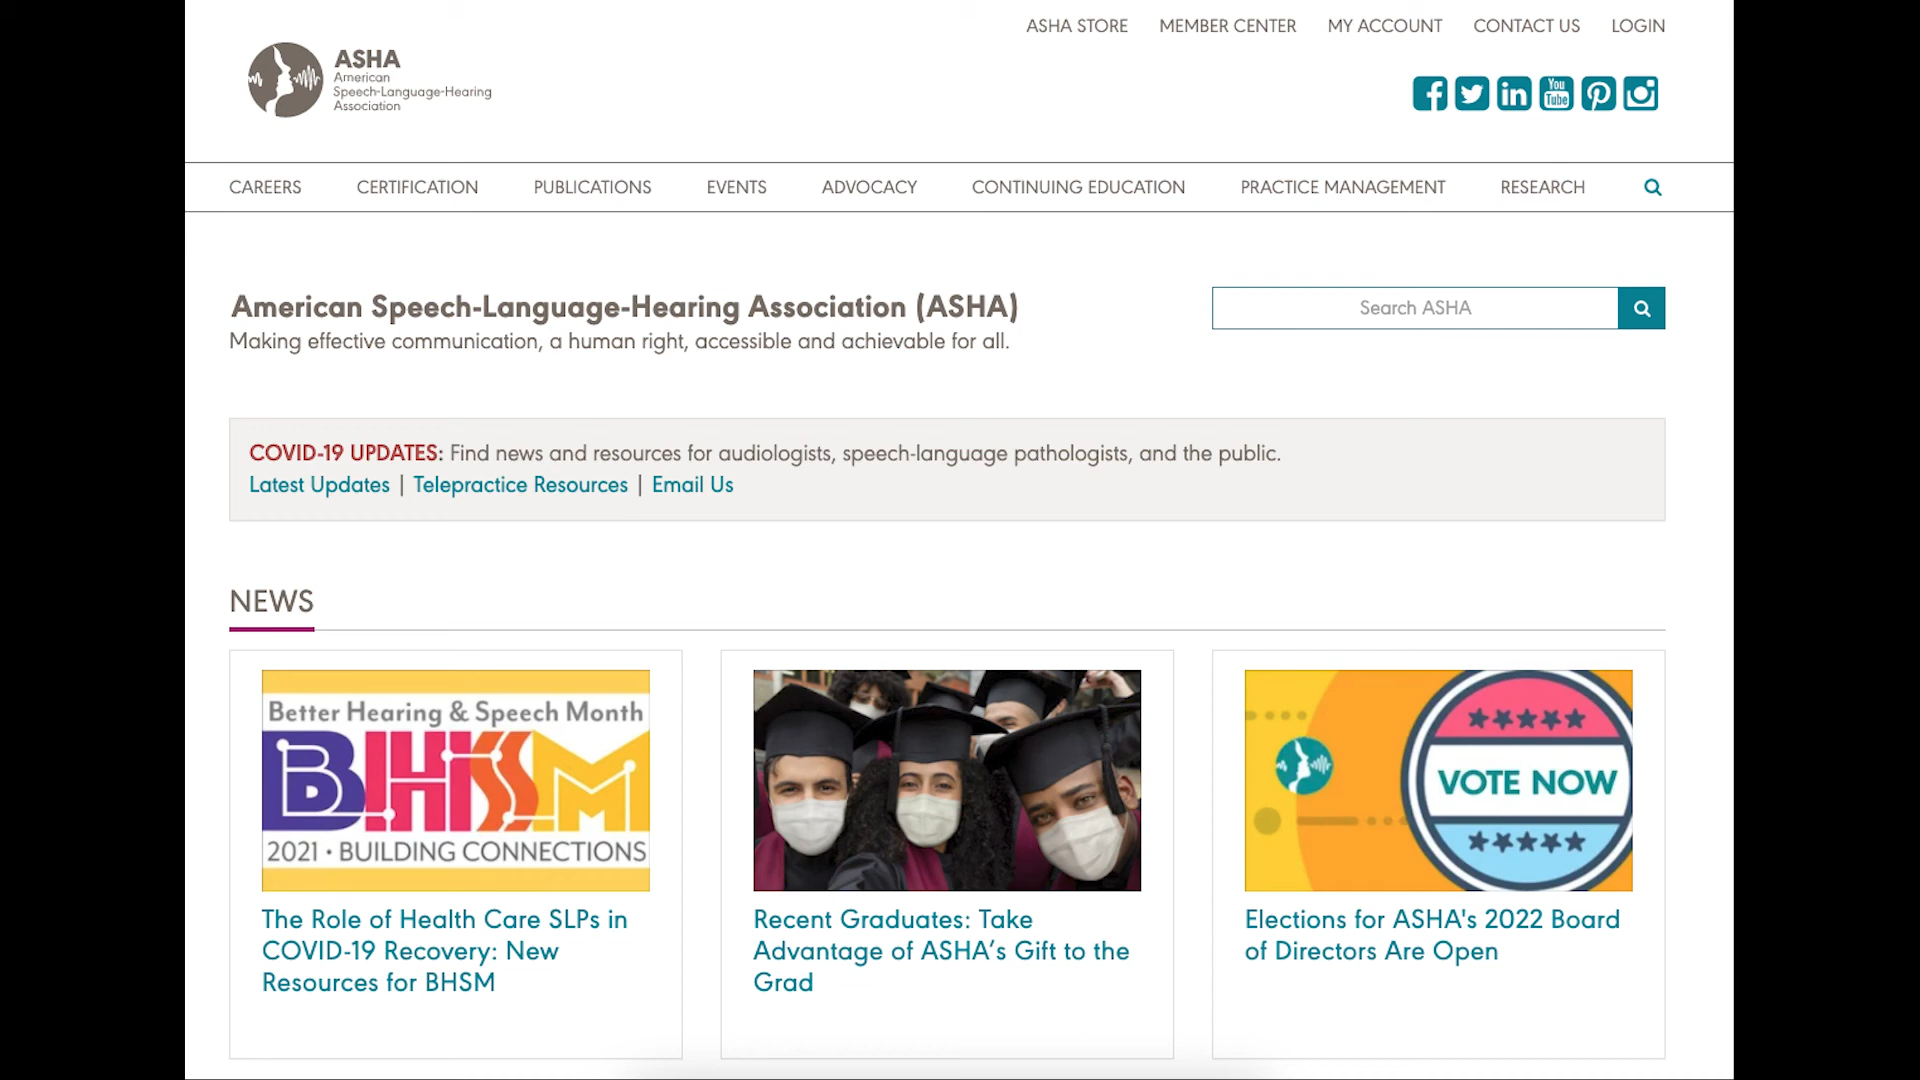 ASHA STORE MEMBER CENTER MY ACCOUNT CONTACT US LOGIN
ASHA
American
Speech-Language-Hearing
Association
You
Tube
CAREERS CERTIFICATION PUBLICATIONS EVENTS ADVOCACY CONTINUING EDUCATION PRACTICE MANAGEMENT RESEARCH
American Speech-Language-Hearing Association (ASHA)
Making effective communication, a human right, accessible and achievable for all.
Search ASHA
COVID-19 UPDATES: Find news and resources for audiologists, speech-language pathologists, and the public.
Latest Updates | Telepractice Resources | Email Us
NEWS
Better Hearing & Speech Month
BHSM
2021 • BUILDING CONNECTIONS
The Role of Health Care SLPs in
COVID-19 Recovery: New
Resources for BHSM
Recent Graduates: Take
Advantage of ASHA’s Gift to the
Grad
VOTE NOW
Elections for ASHA's 2022 Board
of Directors Are Open